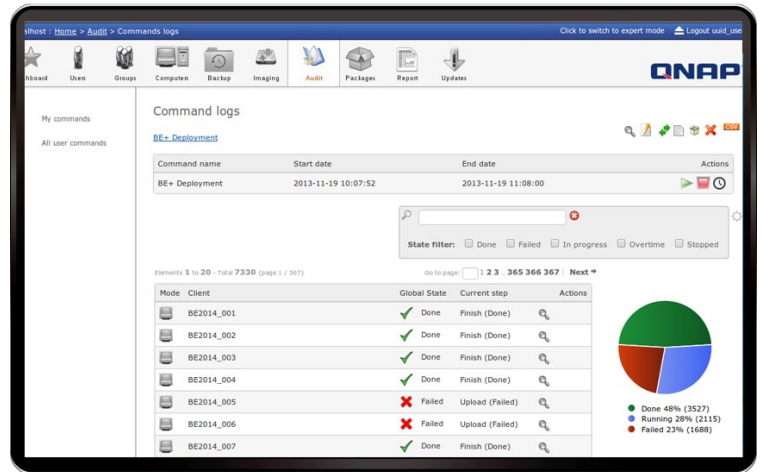 alhost : Home > Audit > Commands logs
Click to switch to expert mode Logout uuid_use
hboard Users Groups Computers Backup Imaging Audit Packages Report Updates
QNAP
My commands
All user commands
Command logs
BE+ Deployment
CSV
Command name Start date End date Actions
BE+ Deployment 2013-11-19 10:07:52 2013-11-19 11:08:00
State filter: Done Failed In progress Overtime Stopped
Elements 1 to 20 - Total 7330 (page 1 / 367)
Go to page: 1 2 3 .. 365 366 367 | Next
Mode Client Global State Current step Actions
BE2014_001 Done Finish (Done)
BE2014_002 Done Finish (Done)
BE2014_003 Done Finish (Done)
BE2014_004 Done Finish (Done)
BE2014_005 Failed Upload (Failed)
BE2014_006 Failed Upload (Failed)
BE2014_007 Done Finish (Done)
Done 48% (3527)
Running 28% (2115)
Failed 23% (1688)